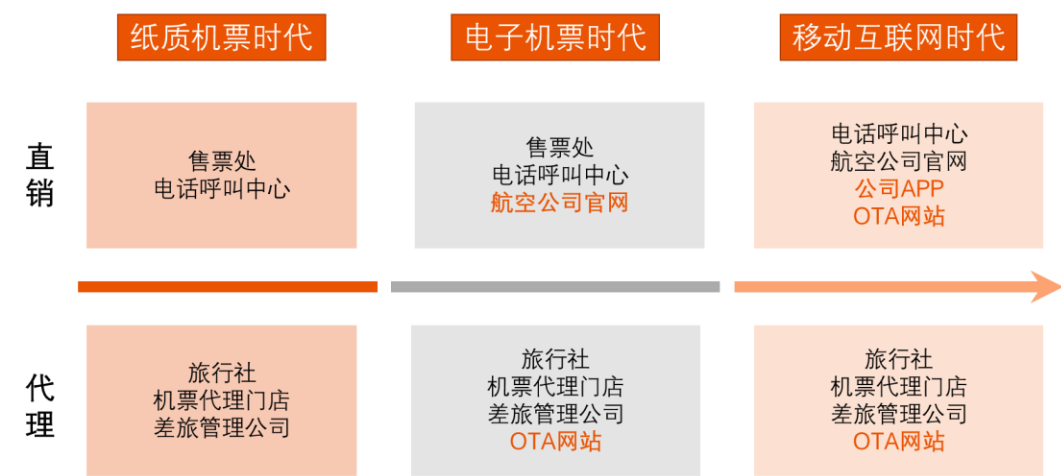 纸质机票时代
电子机票时代
移动互联网时代
直销
售票处
电话呼叫中心
售票处
电话呼叫中心
航空公司官网
电话呼叫中心
航空公司官网
公司APP
OTA网站
代理
旅行社
机票代理门店
差旅管理公司
旅行社
机票代理门店
差旅管理公司
OTA网站
旅行社
机票代理门店
差旅管理公司
OTA网站